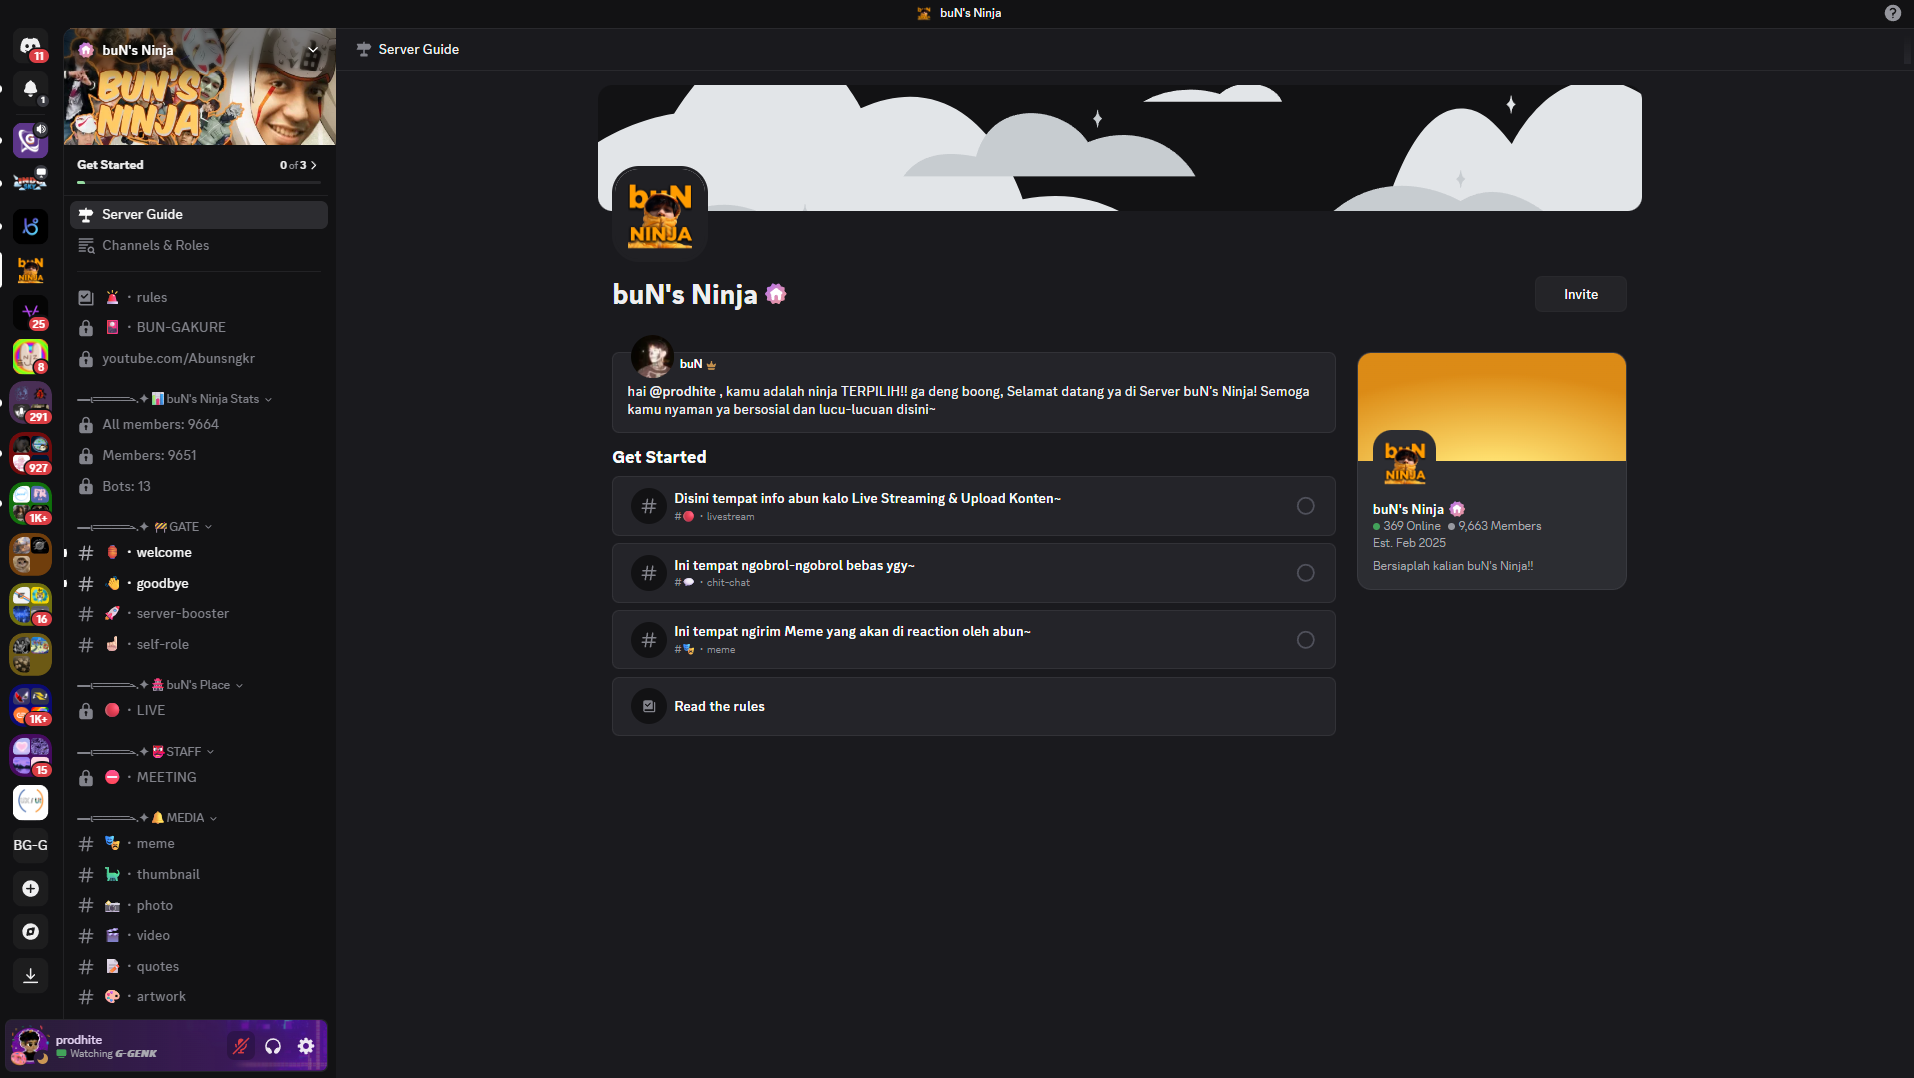 buN's Ninja
11
buN's Ninja
BUN'S
NINJA
Get Started
0 of 3
Server Guide
Channels & Roles
rules
BUN-GAKURE
youtube.com/Abunsngkr
buN's Ninja Stats
All members: 9664
Members: 9651
Bots: 13
GATE
welcome
goodbye
server-booster
self-role
buN's Place
LIVE
STAFF
MEETING
MEDIA
meme
thumbnail
photo
video
quotes
artwork
1
25
8
291
927
1K+
16
1K+
15
BG-G
prodhite
Watching G-GENK
Server Guide
buN
NINJA
buN's Ninja
Invite
buN
hai @prodhite , kamu adalah ninja TERPILIH!! ga deng boong, Selamat datang ya di Server buN's Ninja! Semoga
kamu nyaman ya bersosial dan lucu-lucuan disini~
Get Started
Disini tempat info abun kalo Live Streaming & Upload Konten~
# • livestream
Ini tempat ngobrol-ngobrol bebas ygy~
# • chit-chat
Ini tempat ngirim Meme yang akan di reaction oleh abun~
# • meme
Read the rules
buN
NINJA
buN's Ninja
369 Online 9,663 Members
Est. Feb 2025
Bersiaplah kalian buN's Ninja!!